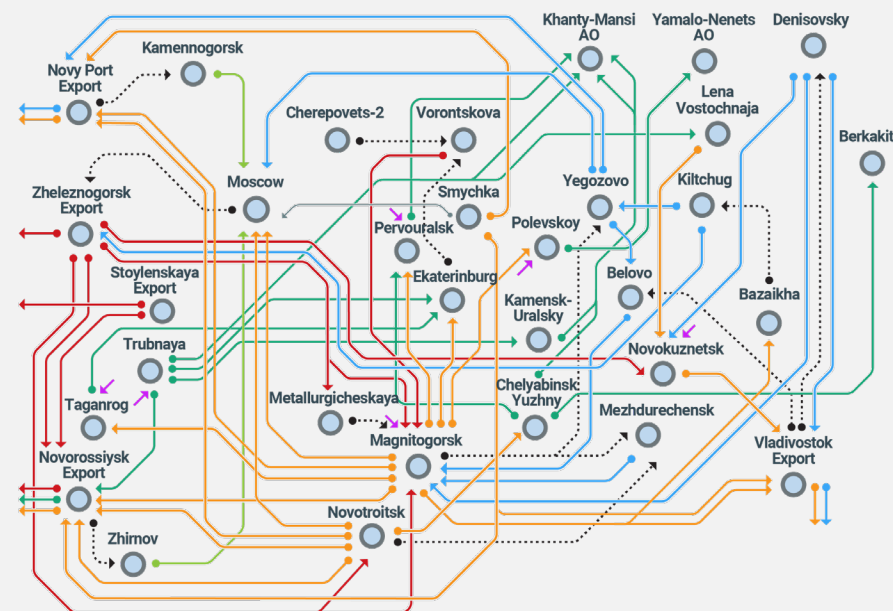 Khanty-Mansi
AO
Yamalo-Nenets
AO
Denisovsky
Kamennogorsk
Novy Port
Export
Lena
Vostochnaja
Cherepovets-2
Vorontskova
Berkakit
Zheleznogorsk
Export
Moscow
Smychka
Yegozovo
Kiltchug
Pervouralsk
Polevskoy
Stoylenskaya
Export
Ekaterinburg
Belovo
Bazaikha
Kamensk-
Uralsky
Trubnaya
Novokuznetsk
Taganrog
Metallurgicheskaya
Chelyabinsk
Yuzhny
Mezhdurechensk
Magnitogorsk
Vladivostok
Export
Novorossiysk
Export
Novotroitsk
Zhirnov